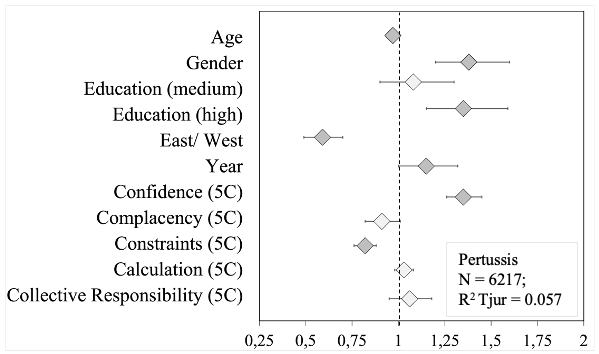 Age
Gender
Education (medium)
Education (high)
East/ West
Year
Confidence (5C)
Complacency (5C)
Constraints (5C)
Calculation (5C)
Collective Responsibility (5C)
Pertussis
N = 6217;
R² Tjur = 0.057
0,25 0,5 0,75 1 1,25 1,5 1,75 2